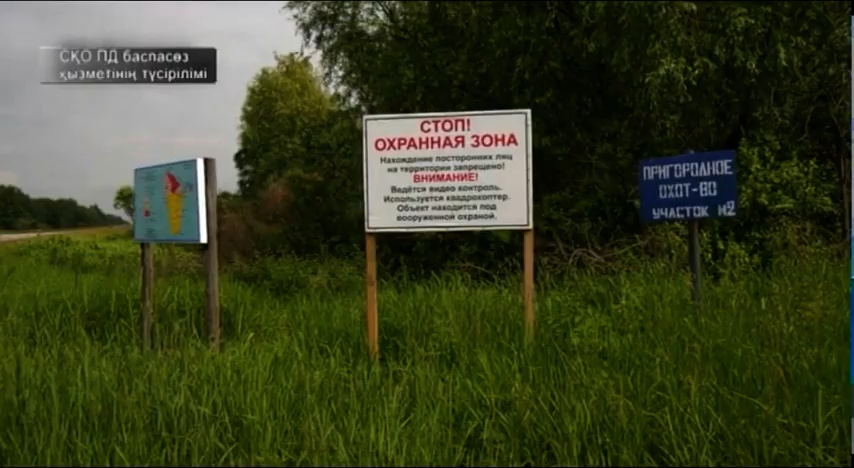 СҚО ПД баспасөз
қызметінің түсірілімі
СТОП!
ОХРАННАЯ ЗОНА
Нахождение посторонних лиц
на территории запрещено!
ВНИМАНИЕ!
Ведётся видео контроль.
Используется квадрокоптер.
Объект находится под
вооруженной охраной.
ПРИГОРОДНОЕ
ОХОТ-ВО
УЧАСТОК №2